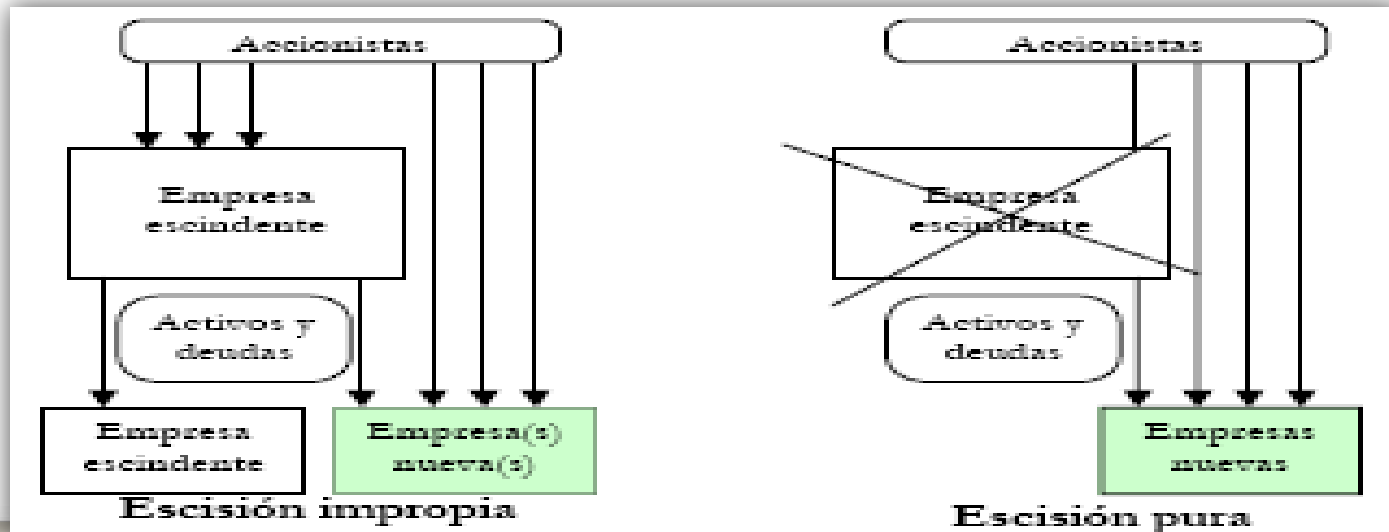 Accionistas
Empresa
escindente
Activos y
deudas
Empresa
escindente
Empresa(s)
nueva(s)
Escisión impropia
Accionistas
Empresa
escindente
Activos y
deudas
Empresas
nuevas
Escisión pura